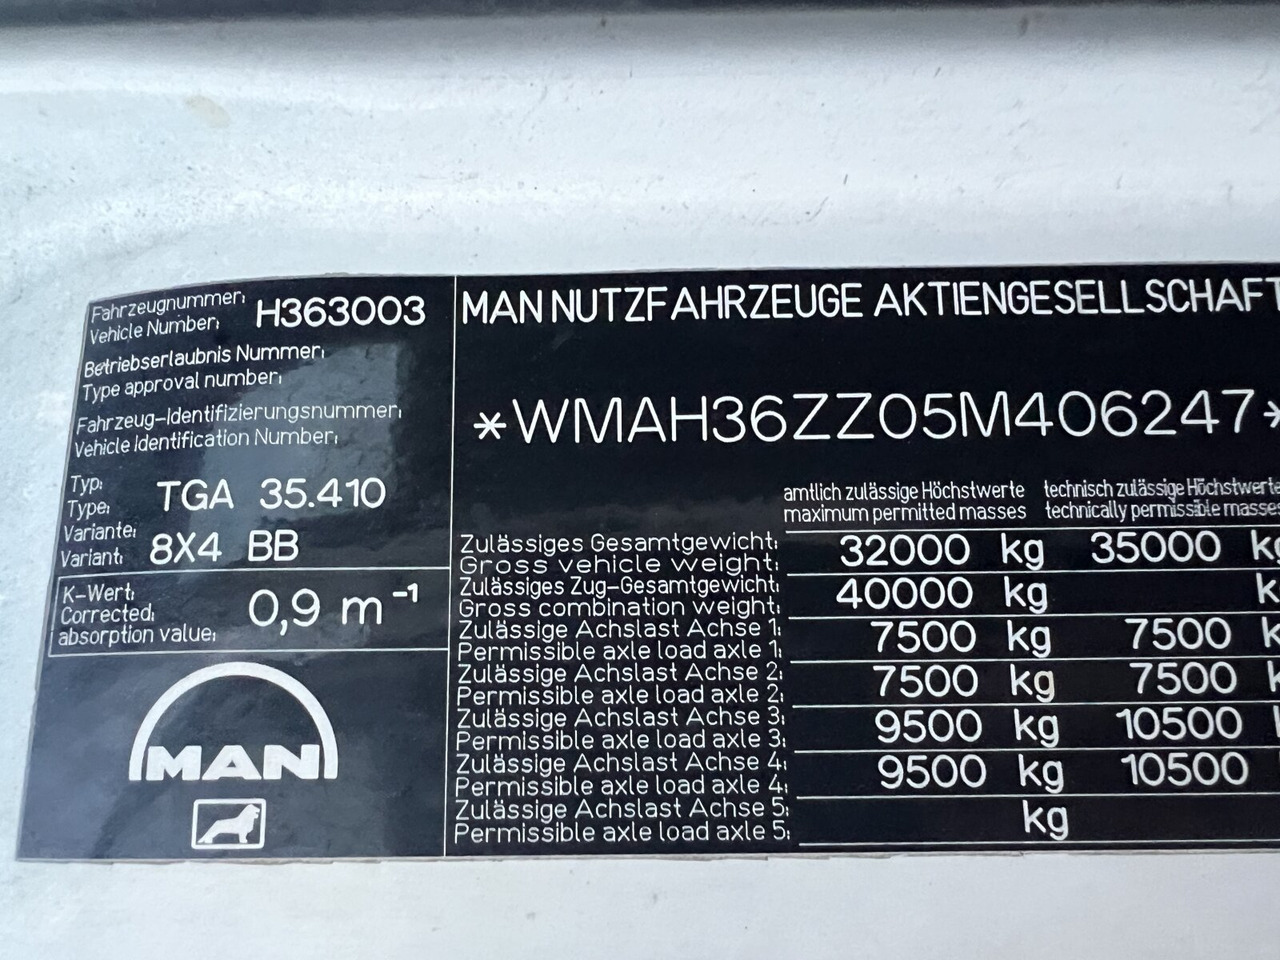 Fahrzeugnummer: H363003
Vehicle Number:
Betriebserlaubnis Nummer:
Type approval number:
Fahrzeug-Identifizierungsnummer:
Vehicle Identification Number:
Typ: TGA 35.410
Type:
Variante: 8X4 BB
Variant:
K-Wert: 0,9 m⁻¹
Corrected:
absorption value:
MAN
MAN NUTZFAHRZEUGE AKTIENGESELLSCHAFT
*WMAH36ZZ05M406247*
amtlich zulässige Höchstwerte technisch zulässige Höchstwerte
maximum permitted masses technically permissible masses
Zulässiges Gesamtgewicht: 32000 kg 35000 kg
Gross vehicle weight:
Zulässiges Zug-Gesamtgewicht: 40000 kg k
Gross combination weight:
Zulässige Achslast Achse 1: 7500 kg 7500 k
Permissible axle load axle 1:
Zulässige Achslast Achse 2: 7500 kg 7500 k
Permissible axle load axle 2:
Zulässige Achslast Achse 3: 9500 kg 10500
Permissible axle load axle 3:
Zulässige Achslast Achse 4: 9500 kg 10500
Permissible axle load axle 4:
Zulässige Achslast Achse 5: kg
Permissible axle load axle 5: